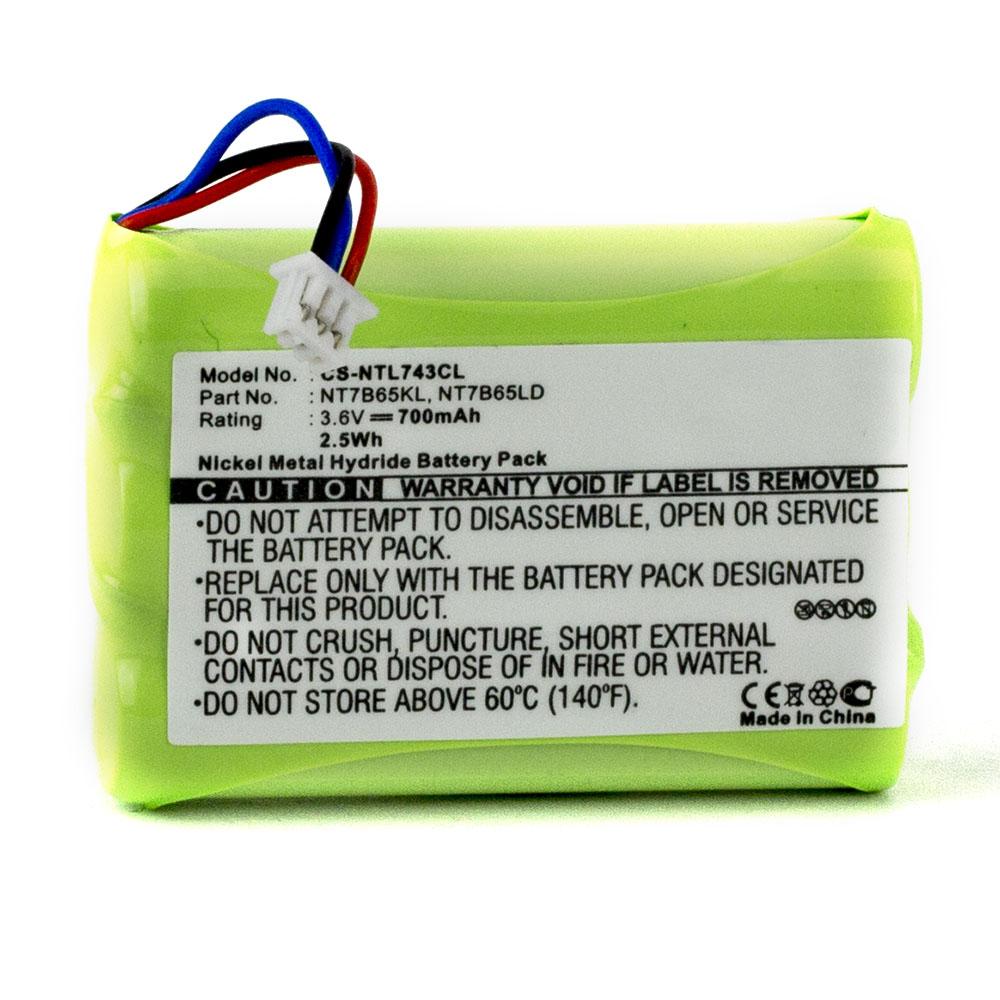 Model No. : CS-NTL743CL
Part No. : NT7B65KL, NT7B65LD
Rating : 3.6V 700mAh
2.5Wh
Nickel Metal Hydride Battery Pack
CAUTION WARRANTY VOID IF LABEL IS REMOVED
•DO NOT ATTEMPT TO DISASSEMBLE, OPEN OR SERVICE
THE BATTERY PACK.
•REPLACE ONLY WITH THE BATTERY PACK DESIGNATED
FOR THIS PRODUCT.
•DO NOT CRUSH, PUNCTURE, SHORT EXTERNAL
CONTACTS OR DISPOSE OF IN FIRE OR WATER.
•DO NOT STORE ABOVE 60°C (140°F).
CE
Made In China